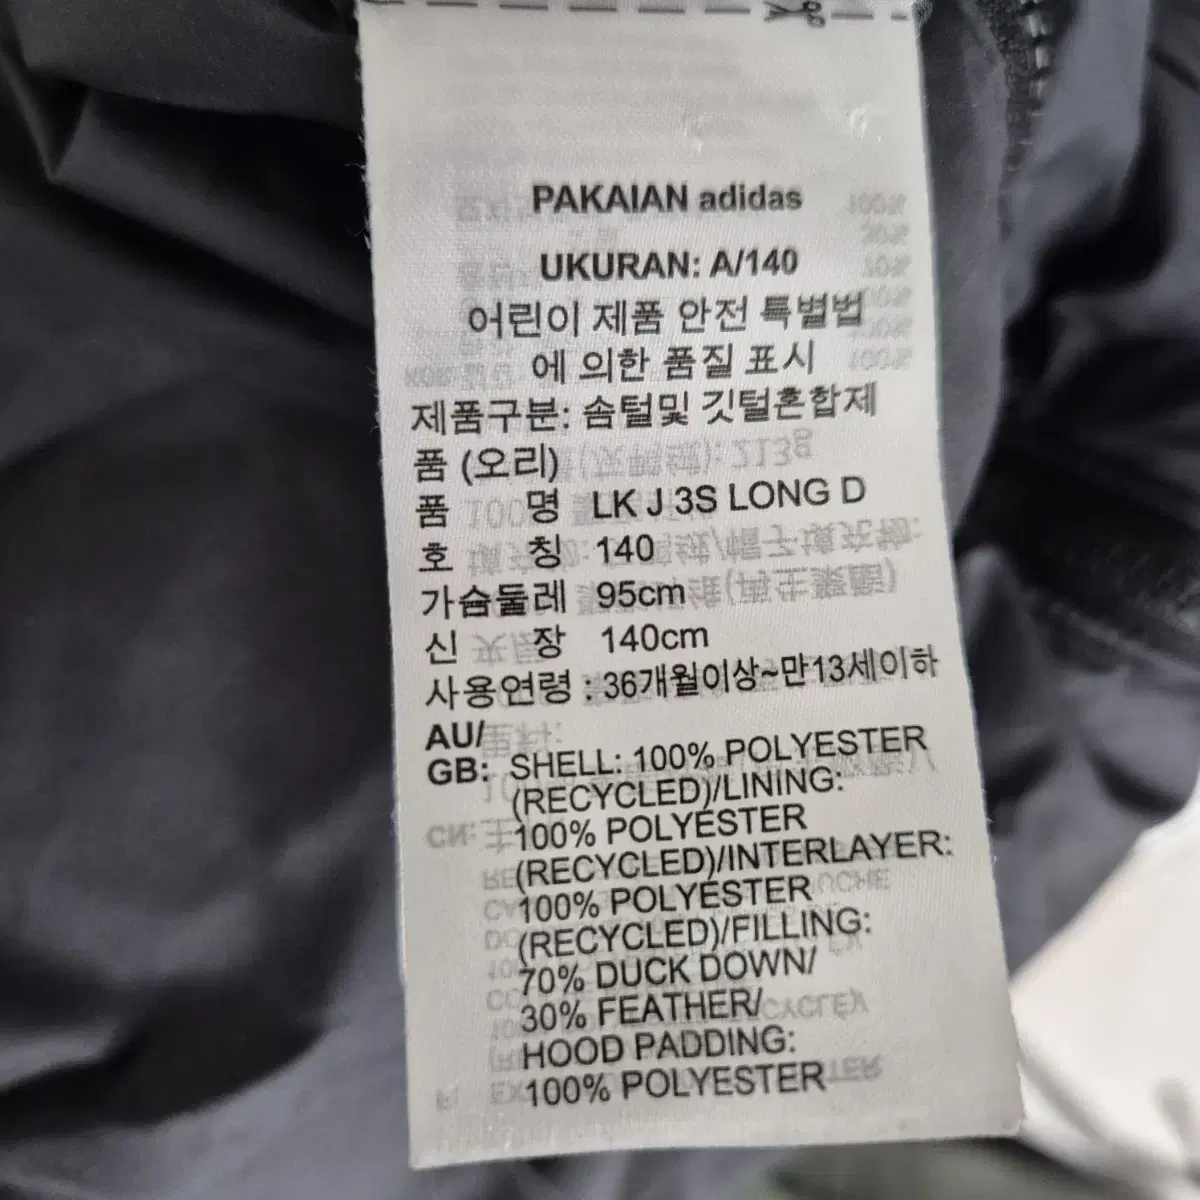 PAKAIAN adidas
UKURAN: A/140
어린이 제품 안전 특별법
에 의한 품질 표시
제품구분: 솜털및 깃털혼합제
품 (오리)
품 명 LK J 3S LONG D
호 칭 140
가슴둘레 95cm
신 장 140cm
사용연령 : 36개월이상~만13세이하
AU/
GB: SHELL: 100% POLYESTER
(RECYCLED)/LINING:
100% POLYESTER
(RECYCLED)/INTERLAYER:
100% POLYESTER
(RECYCLED)/FILLING:
70% DUCK DOWN/
30% FEATHER/
HOOD PADDING:
100% POLYESTER